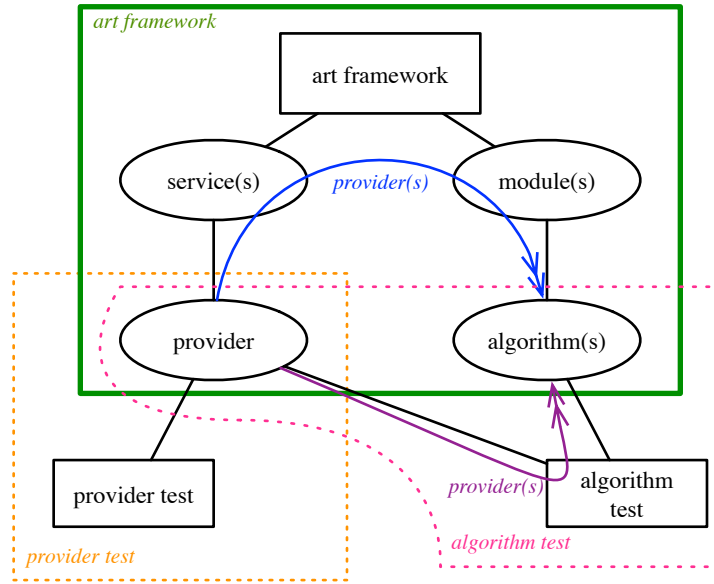 art framework
art framework
service(s)
provider(s)
module(s)
provider
algorithm(s)
provider test
provider(s)
algorithm
test
provider test
algorithm test